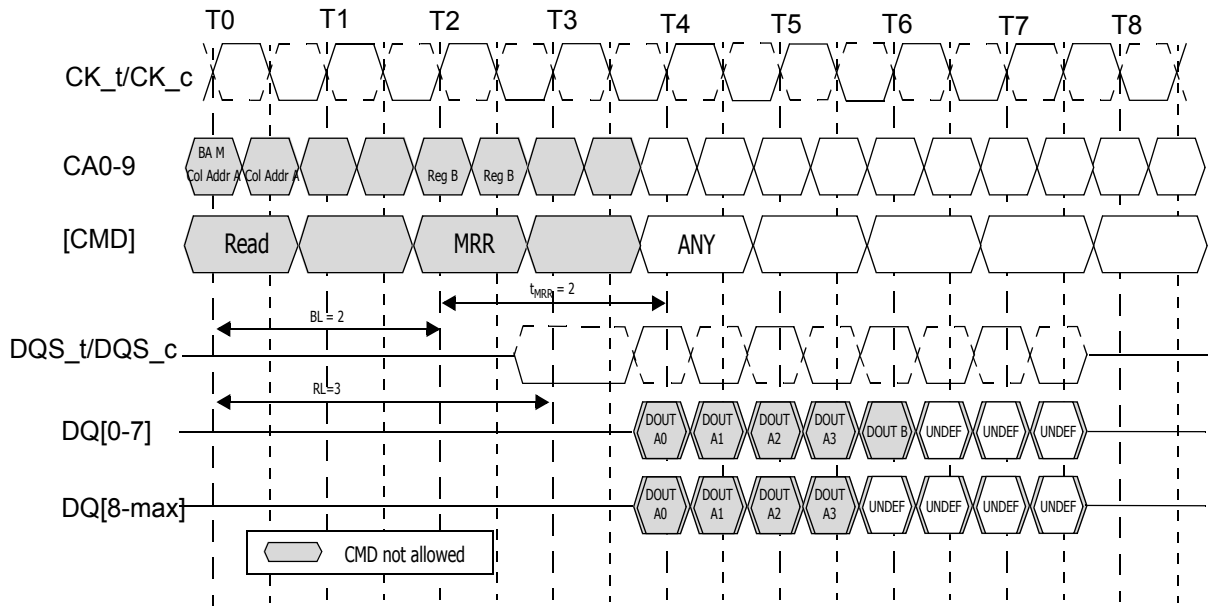 T0 T1 T2 T3 T4 T5 T6 T7 T8
CK_t/CK_c
CA0-9
BA M
Col Addr A
Col Addr A
Reg B
Reg B
[CMD]
Read
MRR
ANY
tMRR = 2
BL = 2
DQS_t/DQS_c
RL=3
DQ[0-7]
DOUT A0
DOUT A1
DOUT A2
DOUT A3
DOUT B
UNDEF
UNDEF
UNDEF
DQ[8-max]
DOUT A0
DOUT A1
DOUT A2
DOUT A3
UNDEF
UNDEF
UNDEF
UNDEF
CMD not allowed